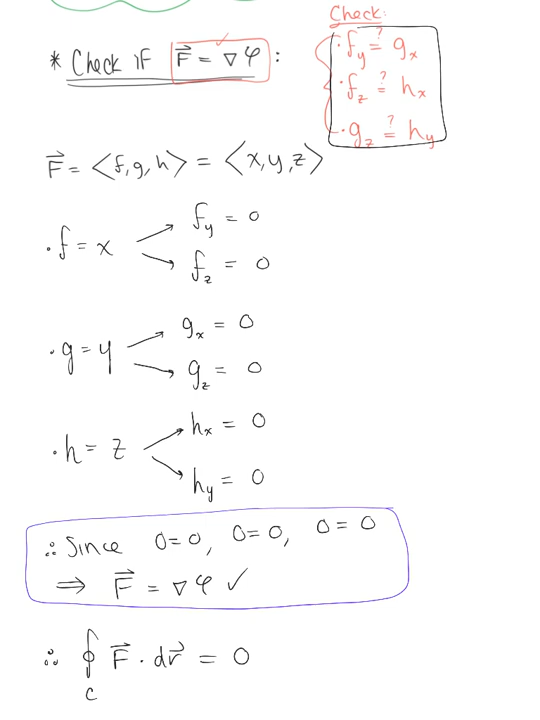 Check:
* Check if F⃗ = ∇φ :
· f_y ?= g_x
· f_z ?= h_x
· g_z ?= h_y
F⃗ = <f,g,h> = <x,y,z>
· f = x
f_y = 0
f_z = 0
· g = y
g_x = 0
g_z = 0
· h = z
h_x = 0
h_y = 0
∴ Since 0=0, 0=0, 0=0
⇒ F⃗ = ∇φ ✓
∴ ∮_C F⃗ · dr⃗ = 0